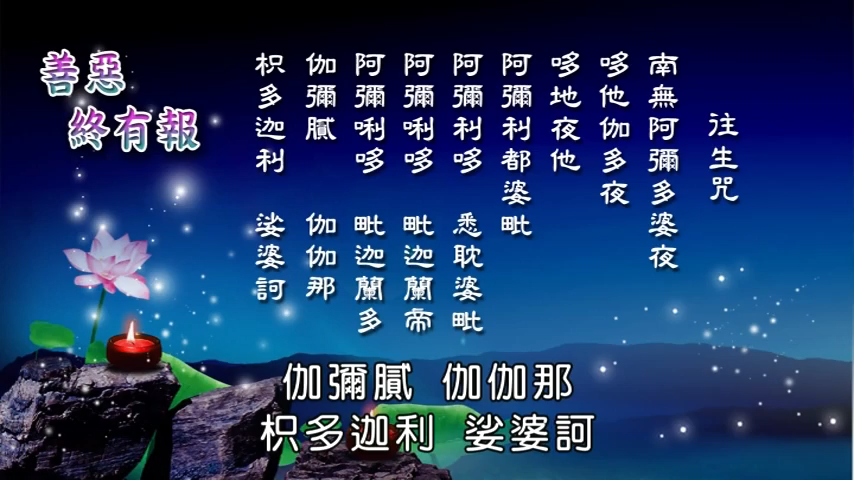 善惡
終有報
往生咒
南無阿彌多婆夜
哆他伽多夜
哆地夜他
阿彌利都婆毗
阿彌利哆 悉耽婆毗
阿彌唎哆 毗迦蘭帝
阿彌唎哆 毗迦蘭多
伽彌膩 伽伽那
枳多迦利 娑婆訶
伽彌膩 伽伽那
枳多迦利 娑婆訶